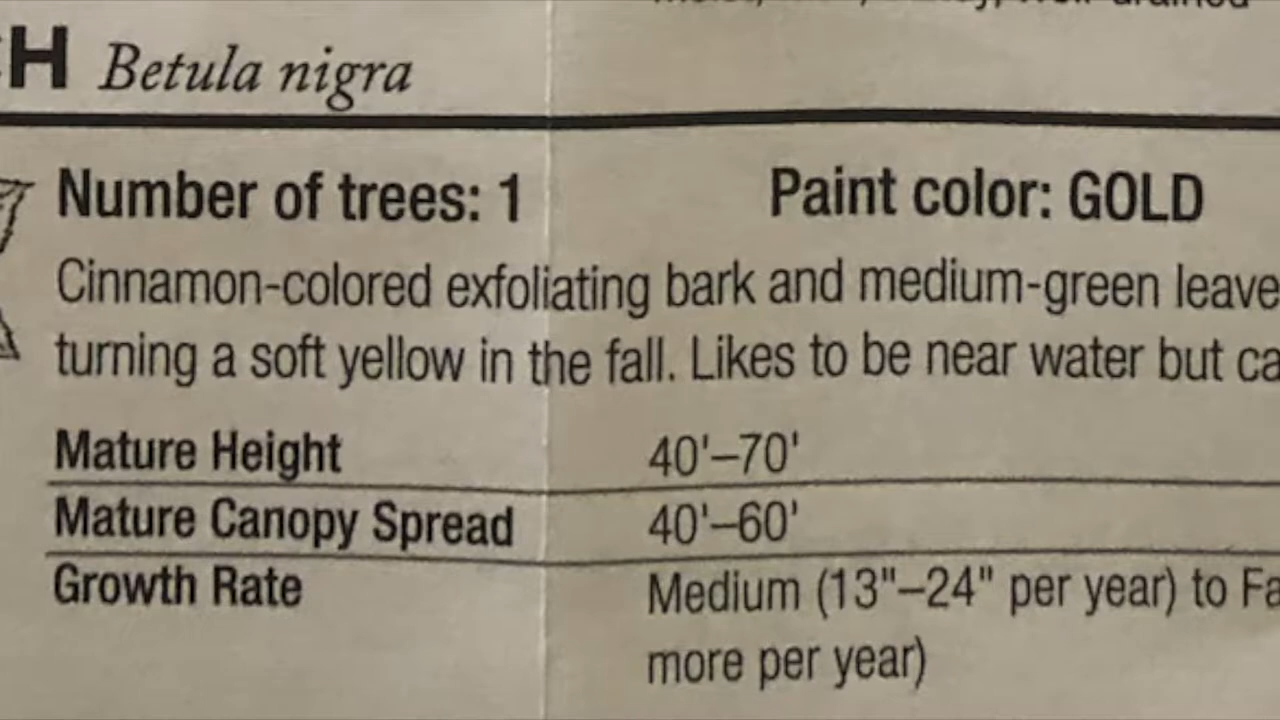 H Betula nigra
Number of trees: 1 Paint color: GOLD
Cinnamon-colored exfoliating bark and medium-green leave
turning a soft yellow in the fall. Likes to be near water but ca
Mature Height 40'–70'
Mature Canopy Spread 40'–60'
Growth Rate Medium (13"–24" per year) to Fa
more per year)